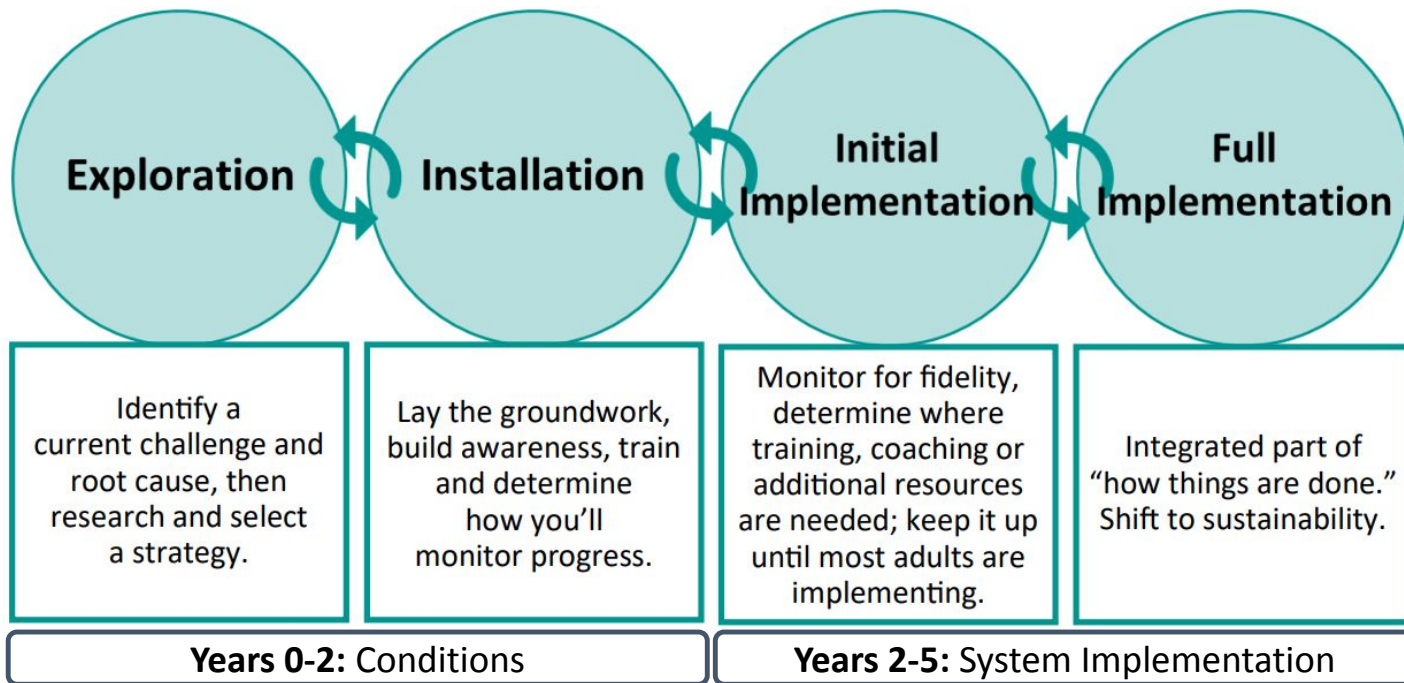 Exploration
Installation
Initial
Implementation
Full
Implementation
Identify a
current challenge and
root cause, then
research and select
a strategy.
Lay the groundwork,
build awareness, train
and determine
how you’ll
monitor progress.
Monitor for fidelity,
determine where
training, coaching or
additional resources
are needed; keep it up
until most adults are
implementing.
Integrated part of
“how things are done.”
Shift to sustainability.
Years 0-2: Conditions
Years 2-5: System Implementation